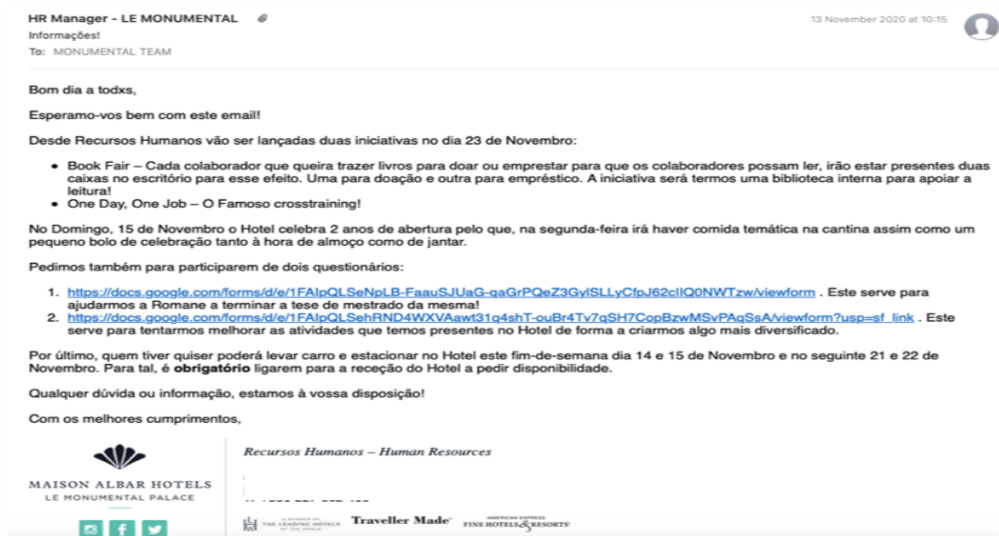 HR Manager - LE MONUMENTAL
13 November 2020 at 10:15
Informações!
To: MONUMENTAL TEAM
Bom dia a todxs,
Esperamo-vos bem com este email!
Desde Recursos Humanos vão ser lançadas duas iniciativas no dia 23 de Novembro:
• Book Fair – Cada colaborador que queira trazer livros para doar ou emprestar para que os colaboradores possam ler, irão estar presentes duas
caixas no escritório para esse efeito. Uma para doação e outra para empréstico. A iniciativa será termos uma biblioteca interna para apoiar a
leitura!
• One Day, One Job – O Famoso crosstraining!
No Domingo, 15 de Novembro o Hotel celebra 2 anos de abertura pelo que, na segunda-feira irá haver comida temática na cantina assim como um
pequeno bolo de celebração tanto à hora de almoço como de jantar.
Pedimos também para participarem de dois questionários:
1. https://docs.google.com/forms/d/e/1FAIpQLSeNpLB-FaauSJUaG-qaGrPQeZ3GylSLLyCfpJ62cIIQ0NWTzw/viewform . Este serve para
ajudarmos a Romane a terminar a tese de mestrado da mesma!
2. https://docs.google.com/forms/d/e/1FAIpQLSehRND4WXVAawt31q4shT-ouBr4Tv7qSH7CopBzwMSvPAqSsA/viewform?usp=sf_link . Este
serve para tentarmos melhorar as atividades que temos presentes no Hotel de forma a criarmos algo mais diversificado.
Por último, quem tiver quiser poderá levar carro e estacionar no Hotel este fim-de-semana dia 14 e 15 de Novembro e no seguinte 21 e 22 de
Novembro. Para tal, é obrigatório ligarem para a receção do Hotel a pedir disponibilidade.
Qualquer dúvida ou informação, estamos à vossa disposição!
Com os melhores cumprimentos,
Recursos Humanos – Human Resources
MAISON ALBAR HOTELS
LE MONUMENTAL PALACE
A MEMBER OF
THE LEADING HOTELS
OF THE WORLD
Traveller Made
AMERICAN EXPRESS
FINE HOTELS & RESORTS